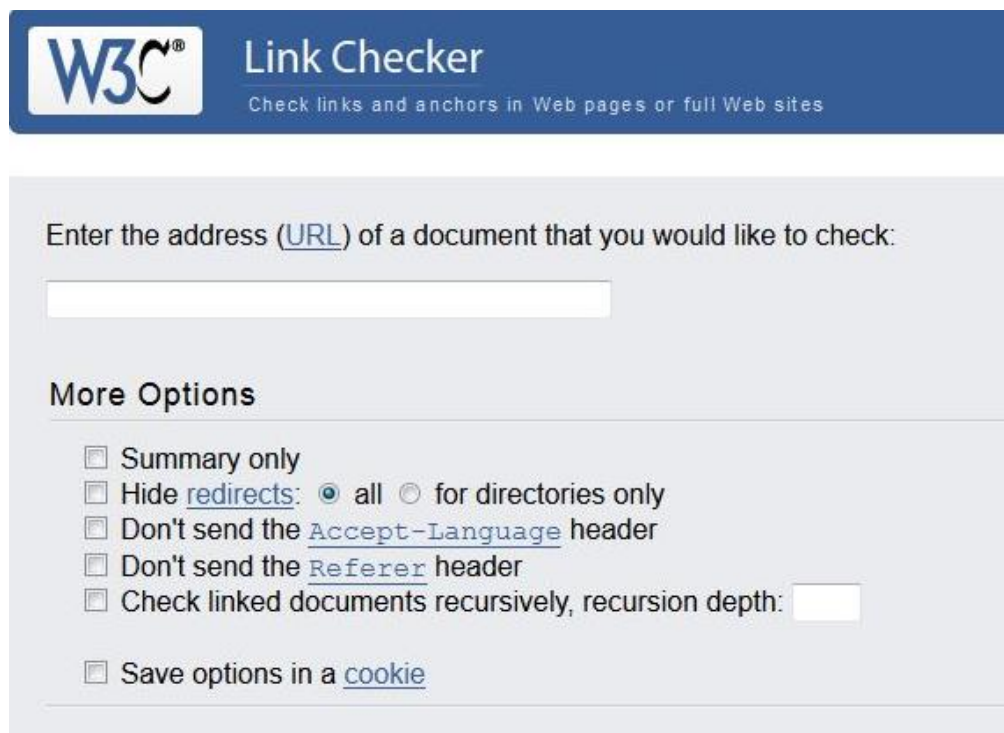 W3C®
Link Checker
Check links and anchors in Web pages or full Web sites
Enter the address (URL) of a document that you would like to check:
More Options
Summary only
Hide redirects: all for directories only
Don't send the Accept-Language header
Don't send the Referer header
Check linked documents recursively, recursion depth:
Save options in a cookie